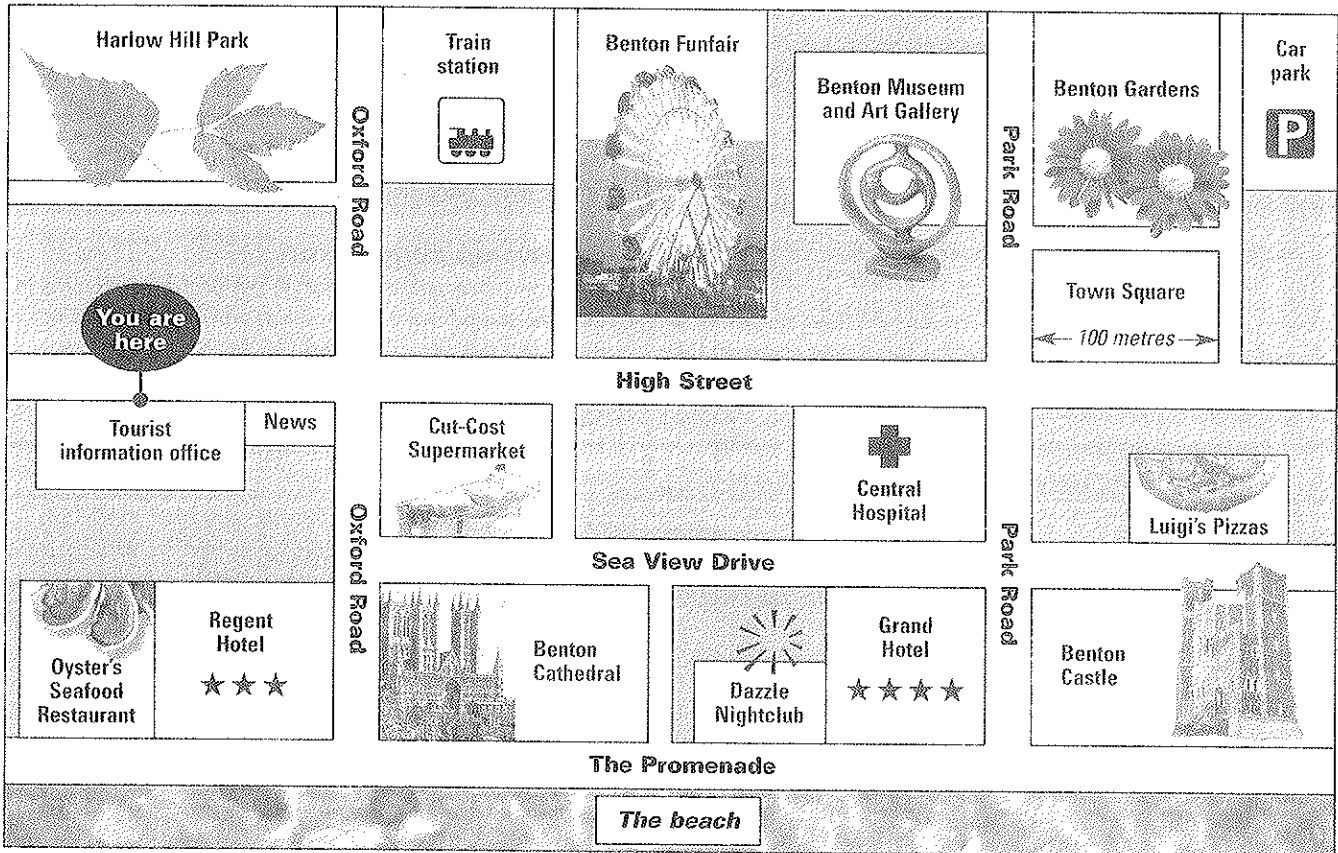 Harlow Hill Park
Oxford Road
Train
station
Benton Funfair
Benton Museum
and Art Gallery
Park Road
Benton Gardens
Car
park
P
Town Square
100 metres
You are
here
High Street
Tourist
information office
News
Oxford Road
Cut-Cost
Supermarket
Central
Hospital
Park Road
Luigi's Pizzas
Sea View Drive
Oyster's
Seafood
Restaurant
Regent
Hotel
Benton
Cathedral
Dazzle
Nightclub
Grand
Hotel
Benton
Castle
The Promenade
The beach